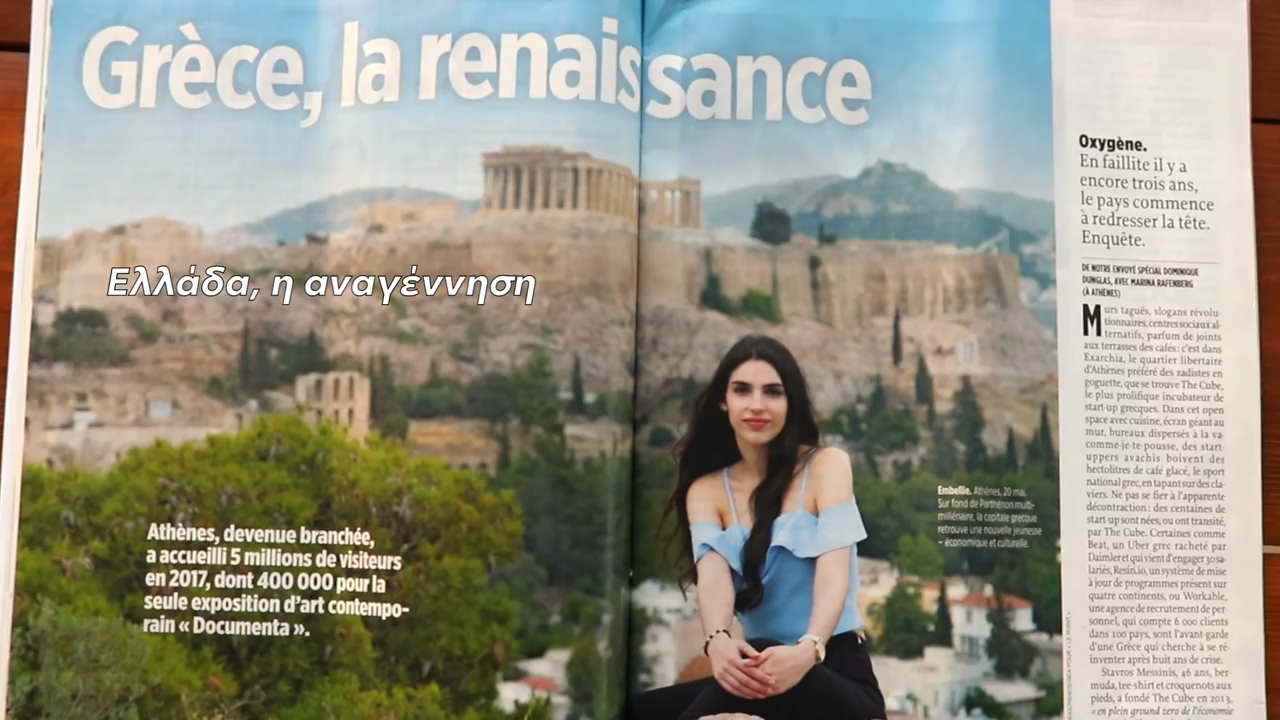 Grèce, la renaissance
Ελλάδα, η αναγέννηση
Athènes, devenue branchée,
a accueilli 5 millions de visiteurs
en 2017, dont 400 000 pour la
seule exposition d'art contempo-
rain « Documenta ».
Embellie. Athènes, 20 mai.
Sur fond de Parthénon multi-
millénaire, la capitale grecque
retrouve une nouvelle jeunesse
– économique et culturelle.
Oxygène.
En faillite il y a
encore trois ans,
le pays commence
à redresser la tête.
Enquête.
DE NOTRE ENVOYÉ SPÉCIAL DOMINIQUE
DUNGLAS, AVEC MARINA RAFENBERG
(À ATHÈNES)
Murs tagués, slogans révolu-
tionnaires, centres sociaux al-
ternatifs, parfum de joints
aux terrasses des cafés : c'est dans
Exarchia, le quartier libertaire
d'Athènes préféré des zadistes en
goguette, que se trouve The Cube,
le plus prolifique incubateur de
start-up grecques. Dans cet open
space avec cuisine, écran géant au
mur, bureaux dispersés à la va-
comme-je-te-pousse, des start-
uppers avachis boivent des
hectolitres de café glacé, le sport
national grec, en tapant sur des cla-
viers. Ne pas se fier à l'apparente
décontraction : des centaines de
start-up sont nées, ou ont transité,
par The Cube. Certaines comme
Beat, un Uber grec racheté par
Daimler et qui vient d'engager 30 sa-
lariés, Resin.io, un système de mise
à jour de programmes présent sur
quatre continents, ou Workable,
une agence de recrutement de per-
sonnel, qui compte 6 000 clients
dans 100 pays, sont l'avant-garde
d'une Grèce qui cherche à se ré-
inventer après huit ans de crise.
Stavros Messinis, 46 ans, ber-
muda, tee-shirt et croquenots aux
pieds, a fondé The Cube en 2013,
« en plein ground zero de l'économie